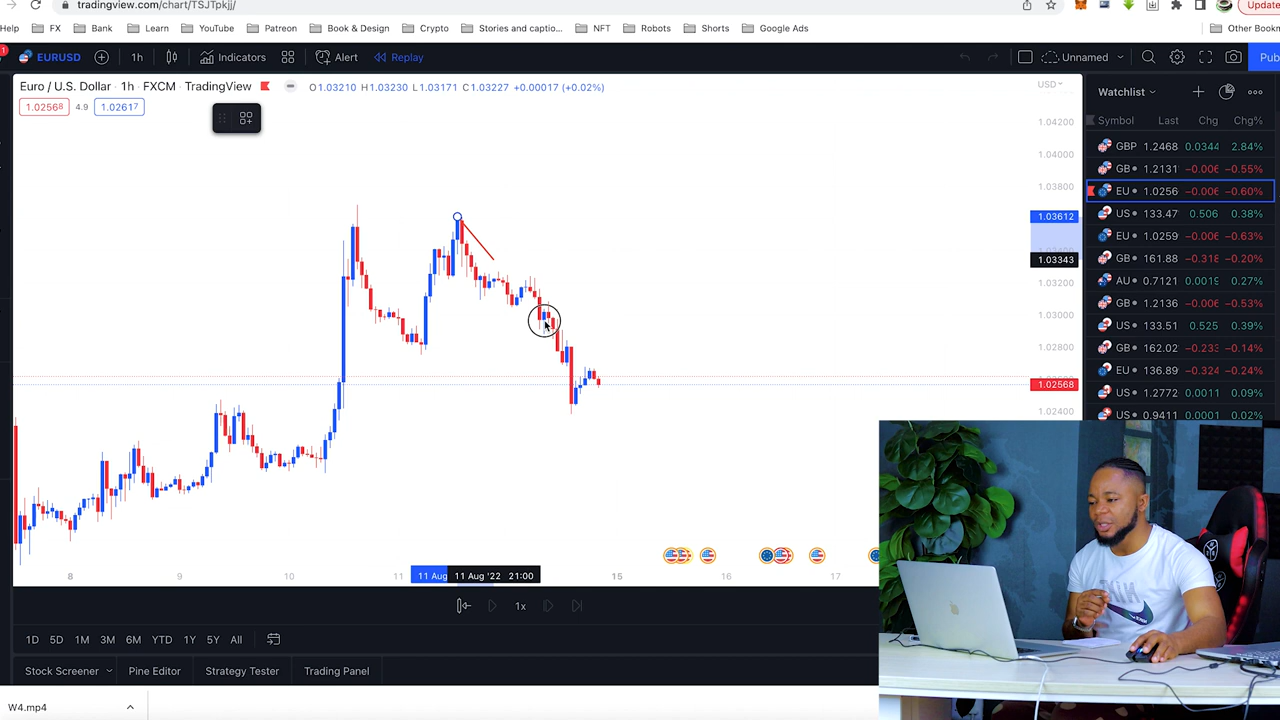 tradingview.com/chart/TSJTpkjj/
Update
Help FX Bank Learn YouTube Patreon Book & Design Crypto Stories and captio... NFT Robots Shorts Google Ads Other Bookm
1
EURUSD 1h Indicators Alert Replay Unnamed Pub
Euro / U.S. Dollar · 1h · FXCM · TradingView O1.03210 H1.03230 L1.03171 C1.03227 +0.00017 (+0.02%) USD
1.02568 4.9 1.02617
1.04200
1.04000
1.03800
1.03612
1.03343
1.03200
1.03000
1.02800
1.02568
1.02400
Watchlist
Symbol Last Chg Chg%
GBP 1.2468 0.0344 2.84%
GB 1.2131 −0.006 −0.55%
EU 1.0256 −0.006 −0.60%
US 133.47 0.506 0.38%
EU 1.0259 −0.006 −0.63%
GB 161.88 −0.318 −0.20%
AU 0.7121 0.0019 0.27%
GB 1.2136 −0.006 −0.53%
US 133.51 0.525 0.39%
GB 162.02 −0.233 −0.14%
EU 136.89 −0.324 −0.24%
US 1.2772 0.0011 0.09%
US 0.9411 0.0001 0.02%
8 9 10 11 11 Aug 11 Aug '22 21:00 15 16 17
1x
1D 5D 1M 3M 6M YTD 1Y 5Y All
Stock Screener Pine Editor Strategy Tester Trading Panel
W4.mp4